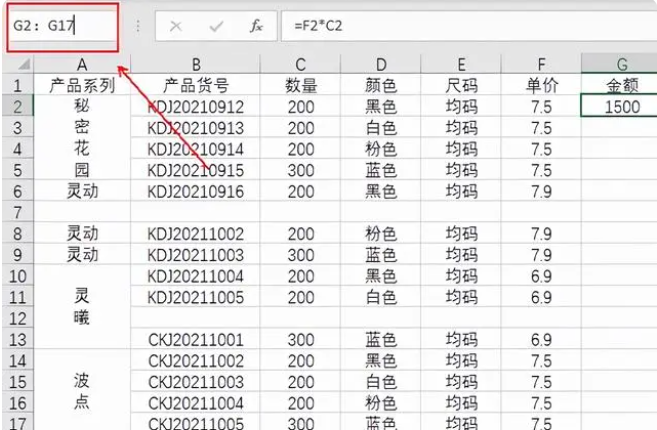 G2：G17 fx =F2*C2
A B C D E F G
1 产品系列 产品货号 数量 颜色 尺码 单价 金额
2 秘 KDJ20210912 200 黑色 均码 7.5 1500
3 密 KDJ20210913 200 白色 均码 7.5
4 花 KDJ20210914 200 粉色 均码 7.5
5 园 KDJ20210915 300 蓝色 均码 7.5
6 灵动 KDJ20210916 200 黑色 均码 7.9
7
8 灵动 KDJ20211002 200 粉色 均码 7.9
9 灵动 KDJ20211003 300 蓝色 均码 7.9
10 KDJ20211004 200 黑色 均码 6.9
11 灵 KDJ20211005 200 白色 均码 6.9
12 曦
13 CKJ20211001 300 蓝色 均码 6.9
14 CKJ20211002 200 黑色 均码 7.5
15 波 CKJ20211003 200 白色 均码 7.5
16 点 CKJ20211004 200 粉色 均码 7.5
17 CKJ20211005 300 蓝色 均码 7.5